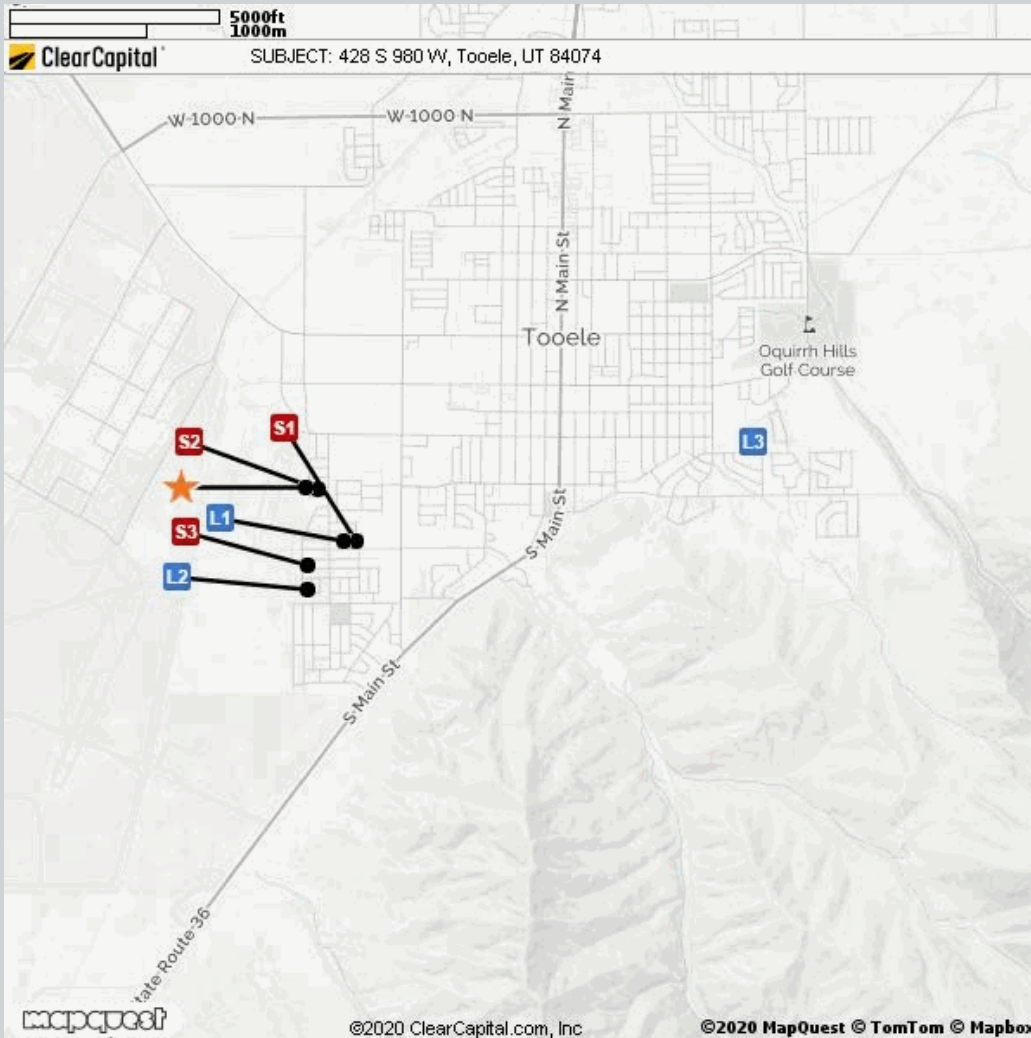 5000ft
1000m
ClearCapital
SUBJECT: 428 S 980 W, Tooele, UT 84074
W 1000 N
W 1000 N
N Main
N Main St
Tooele
Oquirrh Hills
Golf Course
S1
S2
L3
L1
S3
S Main St
L2
S Main St
tate Route 36
mapquest
©2020 ClearCapital.com, Inc
©2020 MapQuest © TomTom © Mapbox